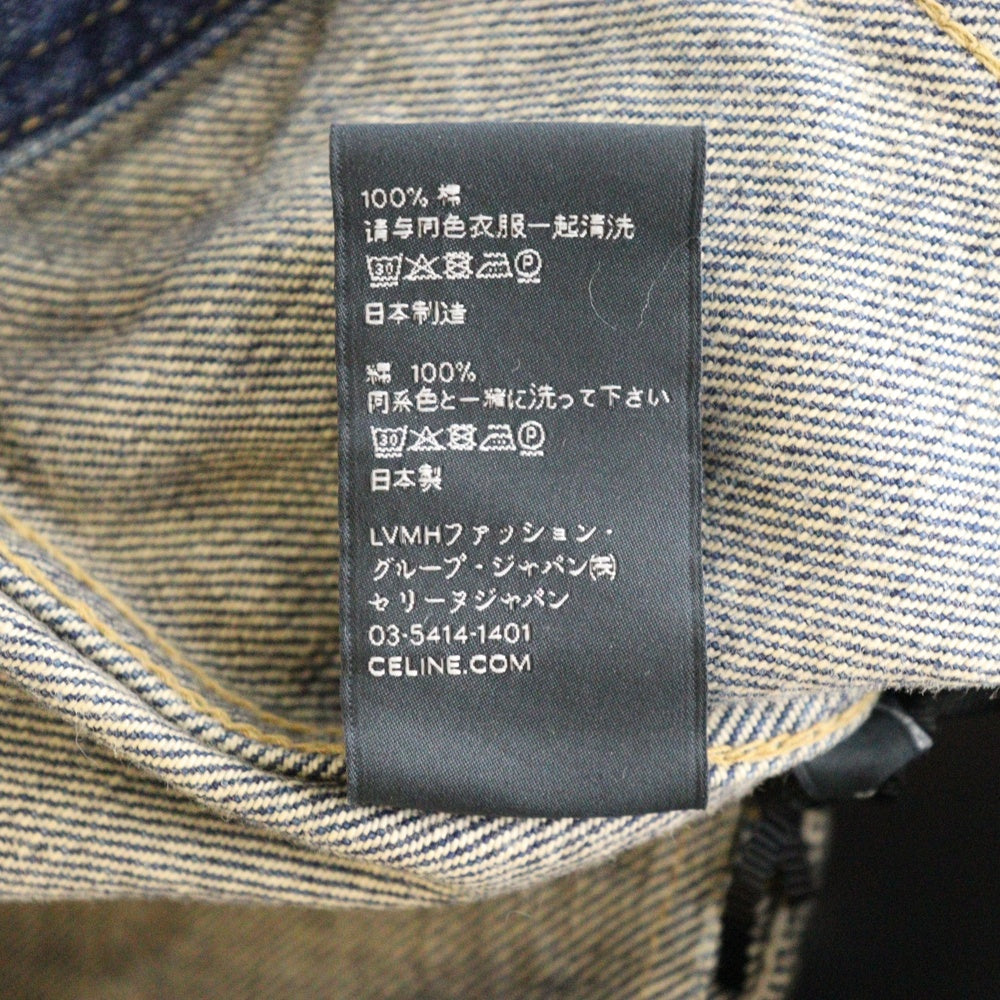 100% 棉
请与同色衣服一起清洗
30 P
日本制造
綿 100%
同系色と一緒に洗って下さい
30 P
日本製
LVMHファッション・
グループ・ジャパン㈱
セリーヌジャパン
03-5414-1401
CELINE.COM